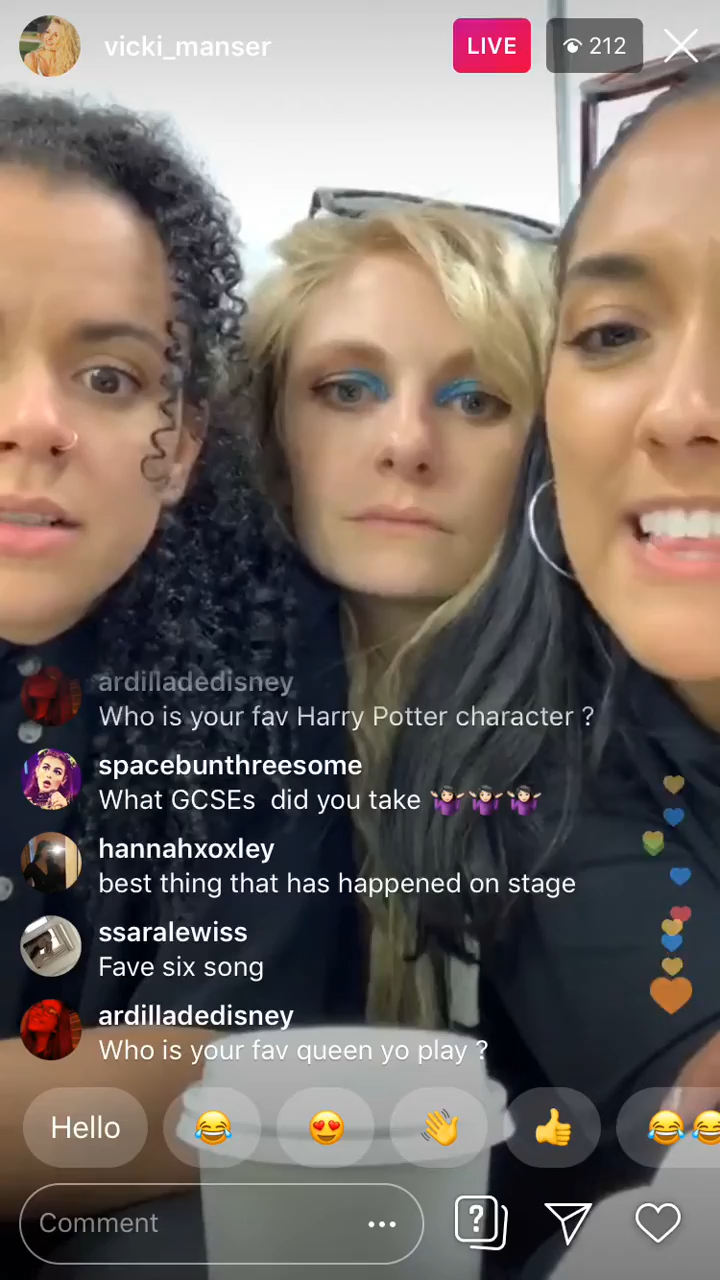 vicki_manser
LIVE
212
ardilladedisney
Who is your fav Harry Potter character ?
spacebunthreesome
What GCSEs did you take 🤷🏻‍♀️🤷🏻‍♀️🤷🏻‍♀️
hannahxoxley
best thing that has happened on stage
ssaralewiss
Fave six song
ardilladedisney
Who is your fav queen yo play ?
Hello 😂 😍 👋 👍 😂😂
Comment
?